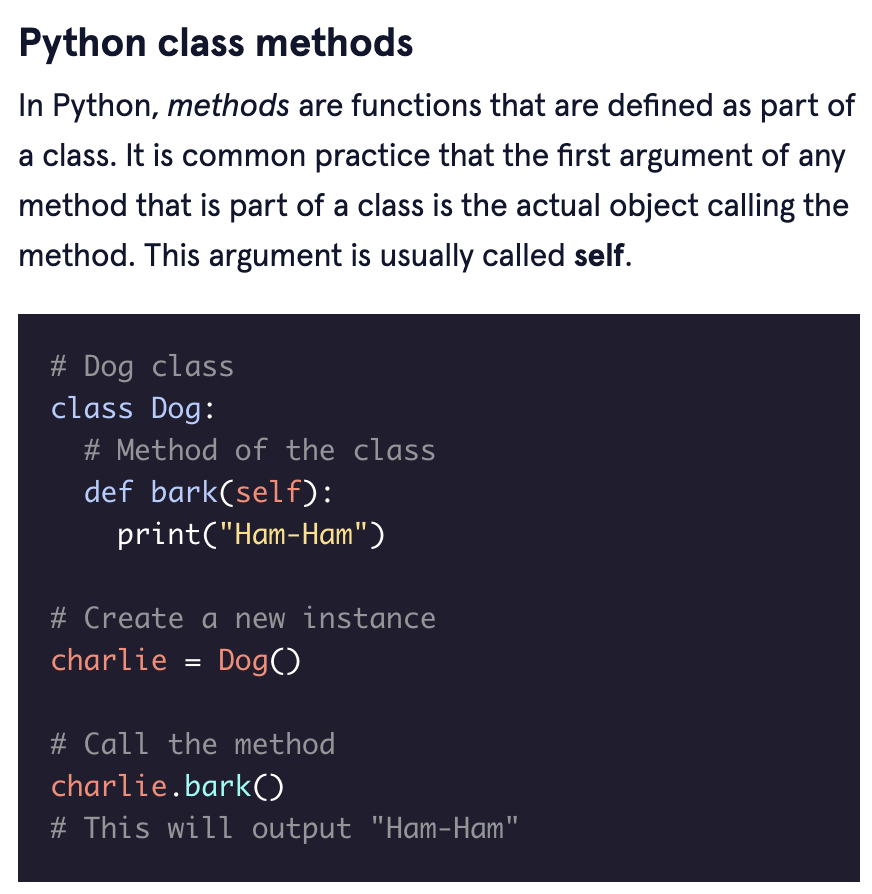 Python class methods
In Python, methods are functions that are defined as part of
a class. It is common practice that the first argument of any
method that is part of a class is the actual object calling the
method. This argument is usually called self.
# Dog class
class Dog:
  # Method of the class
  def bark(self):
    print("Ham-Ham")

# Create a new instance
charlie = Dog()

# Call the method
charlie.bark()
# This will output "Ham-Ham"